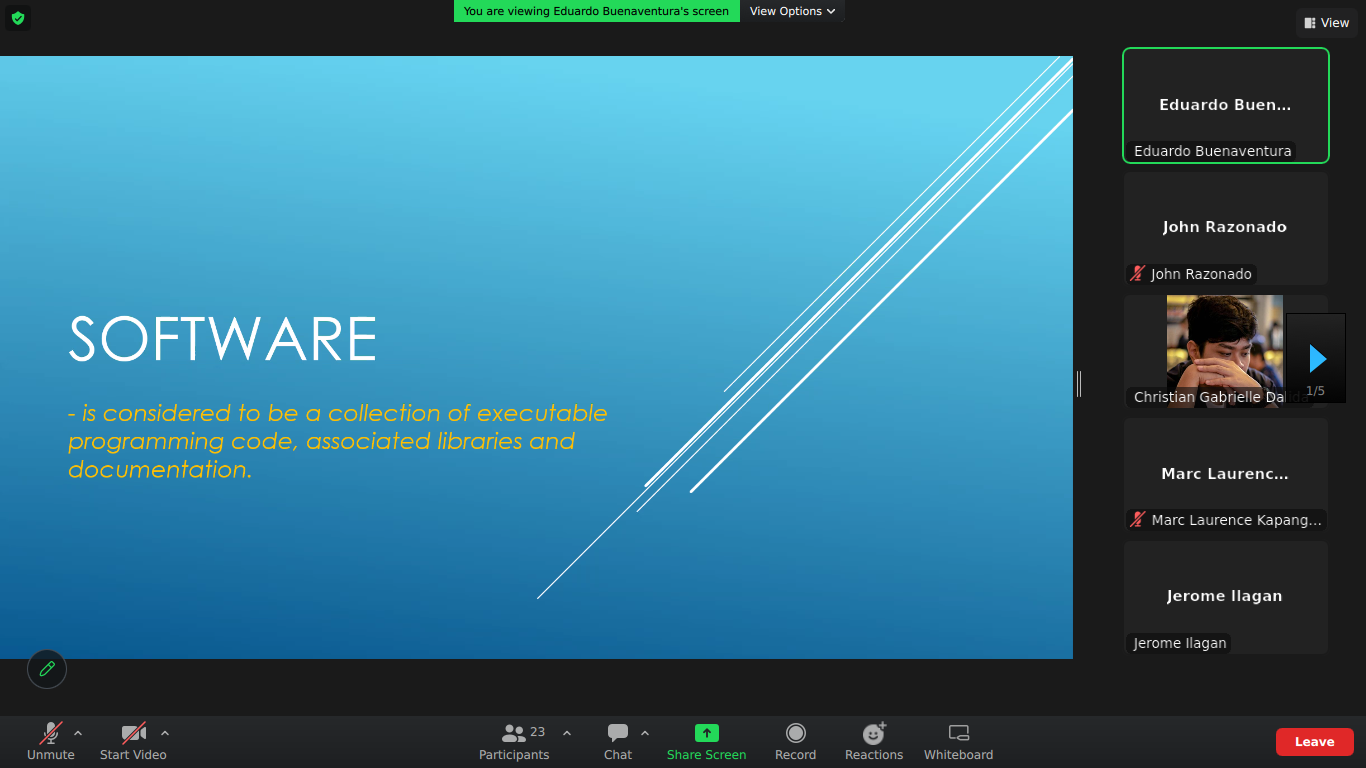 You are viewing Eduardo Buenaventura's screen
View Options
View
SOFTWARE
- is considered to be a collection of executable
programming code, associated libraries and
documentation.
Eduardo Buen...
Eduardo Buenaventura
John Razonado
John Razonado
Christian Gabrielle
1/5
Marc Laurenc...
Marc Laurence Kapang...
Jerome Ilagan
Jerome Ilagan
Unmute
Start Video
23
Participants
Chat
Share Screen
Record
Reactions
Whiteboard
Leave